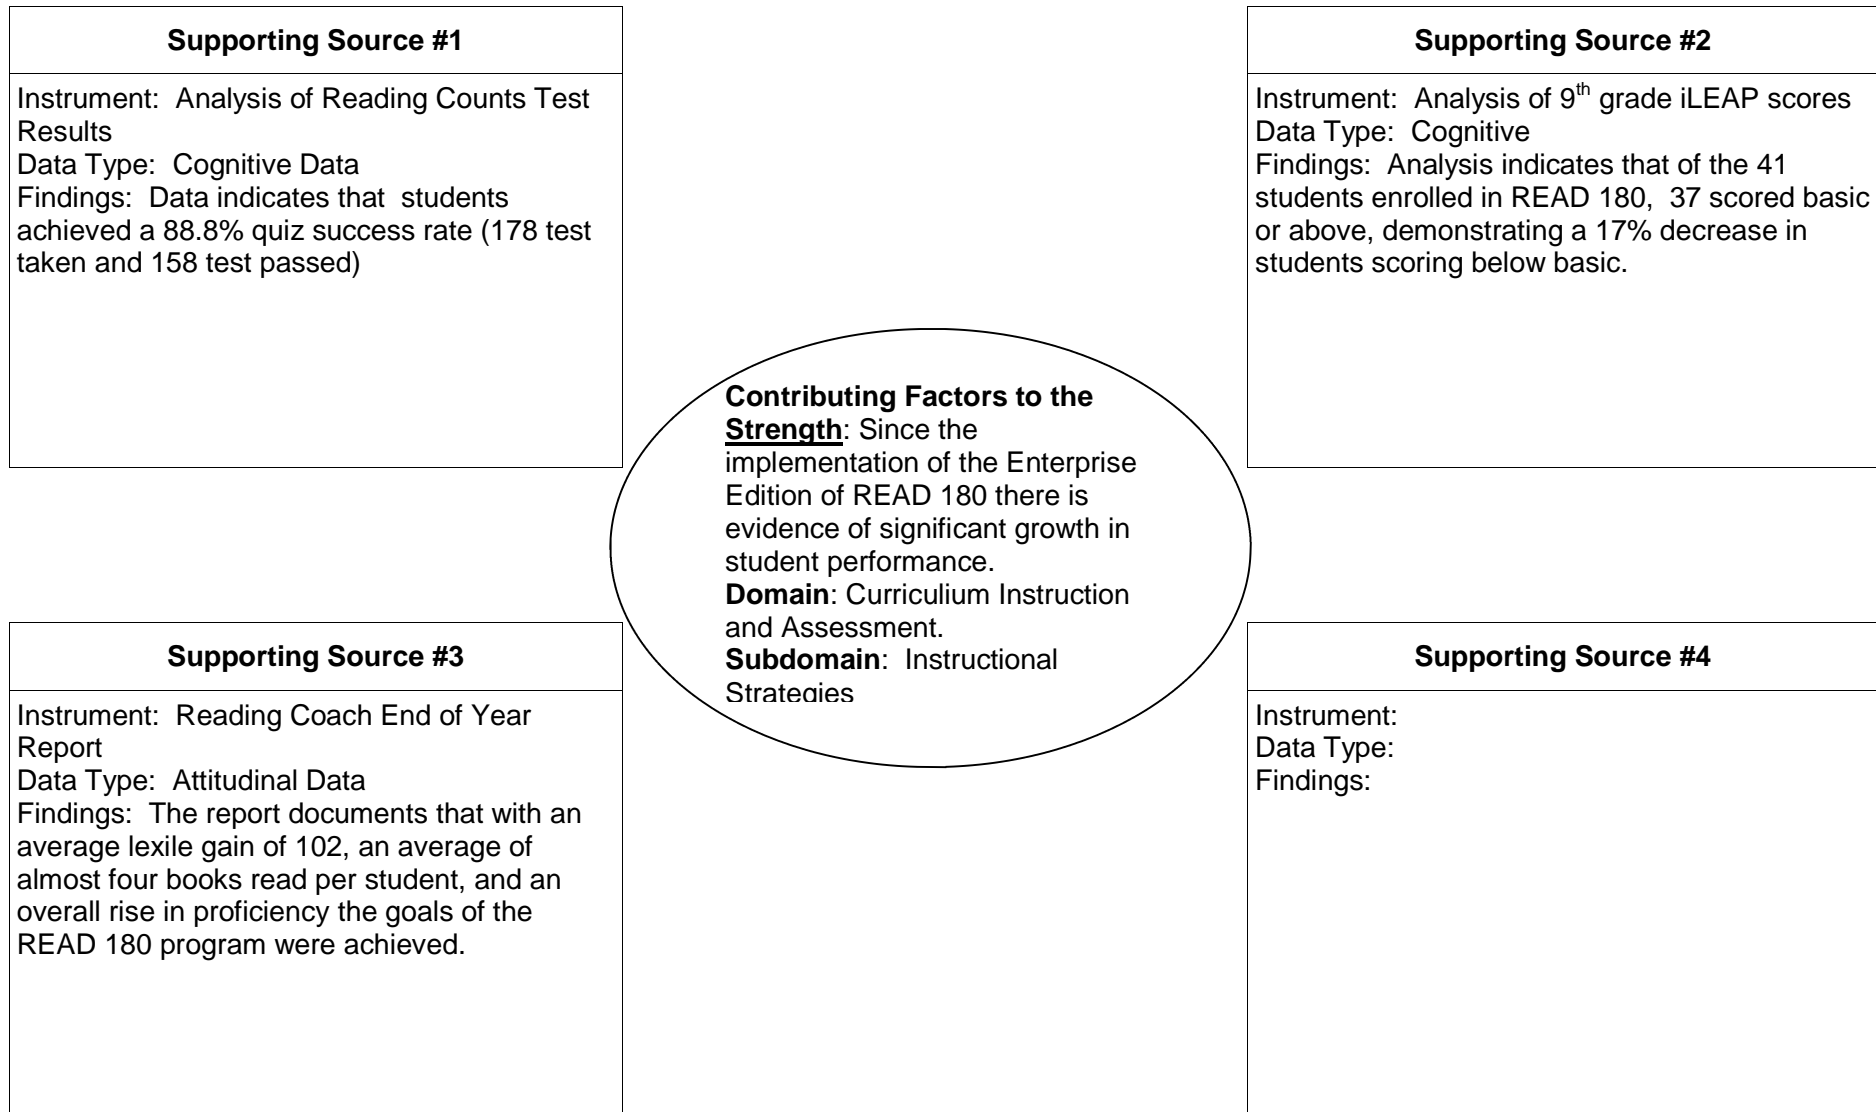 Supporting Source #1
Instrument: Analysis of Reading Counts Test
Results
Data Type: Cognitive Data
Findings: Data indicates that students
achieved a 88.8% quiz success rate (178 test
taken and 158 test passed)
Supporting Source #2
Instrument: Analysis of 9th grade iLEAP scores
Data Type: Cognitive
Findings: Analysis indicates that of the 41
students enrolled in READ 180, 37 scored basic
or above, demonstrating a 17% decrease in
students scoring below basic.
Contributing Factors to the
Strength: Since the
implementation of the Enterprise
Edition of READ 180 there is
evidence of significant growth in
student performance.
Domain: Curriculium Instruction
and Assessment.
Subdomain: Instructional
Strategies
Supporting Source #3
Instrument: Reading Coach End of Year
Report
Data Type: Attitudinal Data
Findings: The report documents that with an
average lexile gain of 102, an average of
almost four books read per student, and an
overall rise in proficiency the goals of the
READ 180 program were achieved.
Supporting Source #4
Instrument:
Data Type:
Findings: